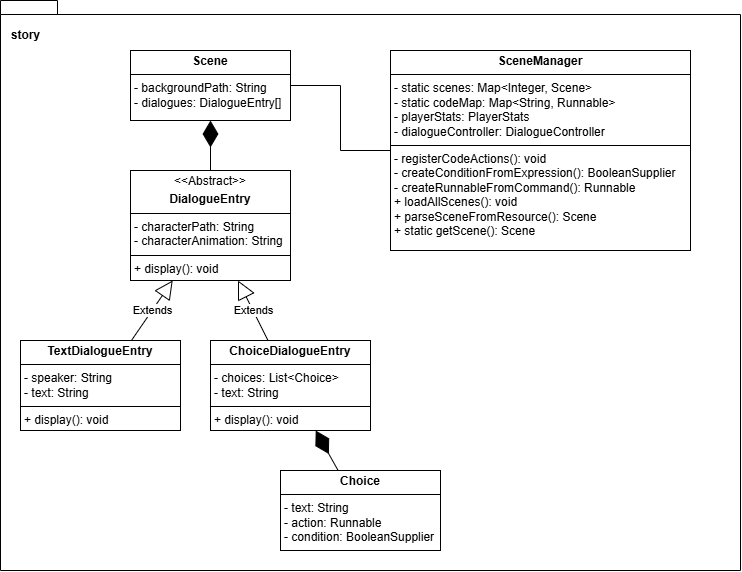 story
Scene
- backgroundPath: String
- dialogues: DialogueEntry[]
SceneManager
- static scenes: Map<Integer, Scene>
- static codeMap: Map<String, Runnable>
- playerStats: PlayerStats
- dialogueController: DialogueController
- registerCodeActions(): void
- createConditionFromExpression(): BooleanSupplier
- createRunnableFromCommand(): Runnable
+ loadAllScenes(): void
+ parseSceneFromResource(): Scene
+ static getScene(): Scene
<<Abstract>>
DialogueEntry
- characterPath: String
- characterAnimation: String
+ display(): void
Extends
Extends
TextDialogueEntry
- speaker: String
- text: String
+ display(): void
ChoiceDialogueEntry
- choices: List<Choice>
- text: String
+ display(): void
Choice
- text: String
- action: Runnable
- condition: BooleanSupplier